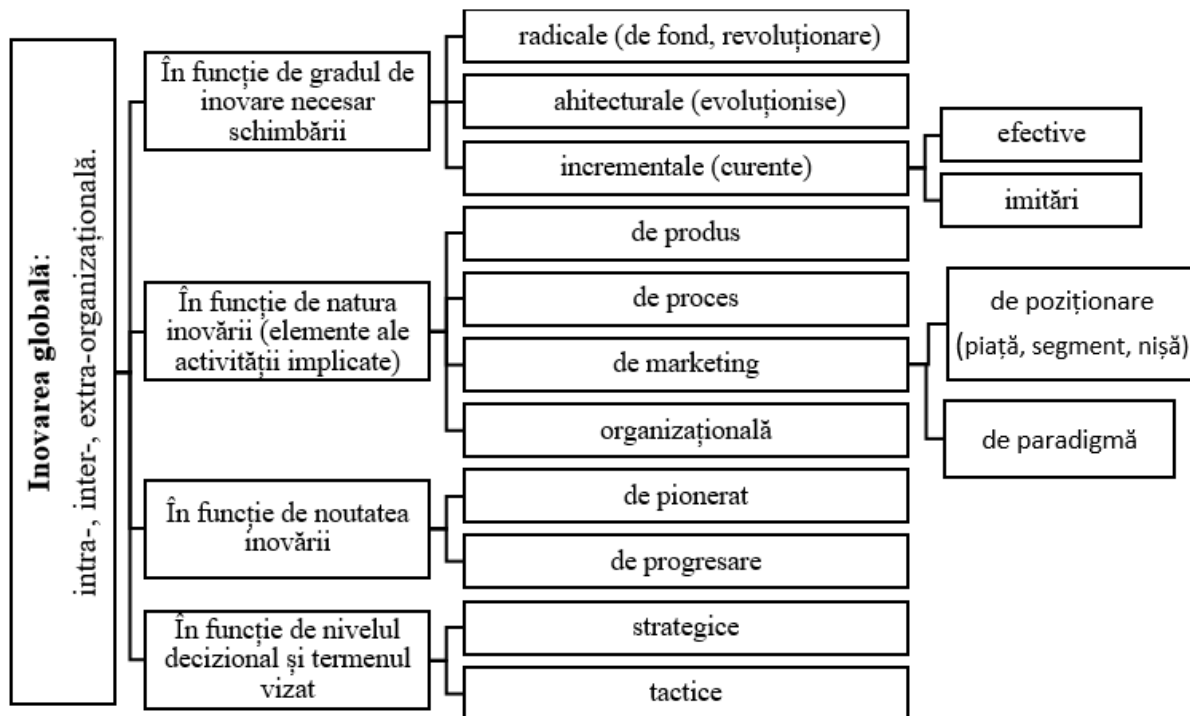 Inovarea globală:
intra-, inter-, extra-organizațională.
În funcție de gradul de
inovare necesar
schimbării
radicale (de fond, revoluționare)
ahitecturale (evoluționise)
incrementale (curente)
efective
imitări
În funcție de natura
inovării (elemente ale
activității implicate)
de produs
de proces
de marketing
organizațională
de poziționare
(piață, segment, nișă)
de paradigmă
În funcție de noutatea
inovării
de pionerat
de progresare
În funcție de nivelul
decizional și termenul
vizat
strategice
tactice